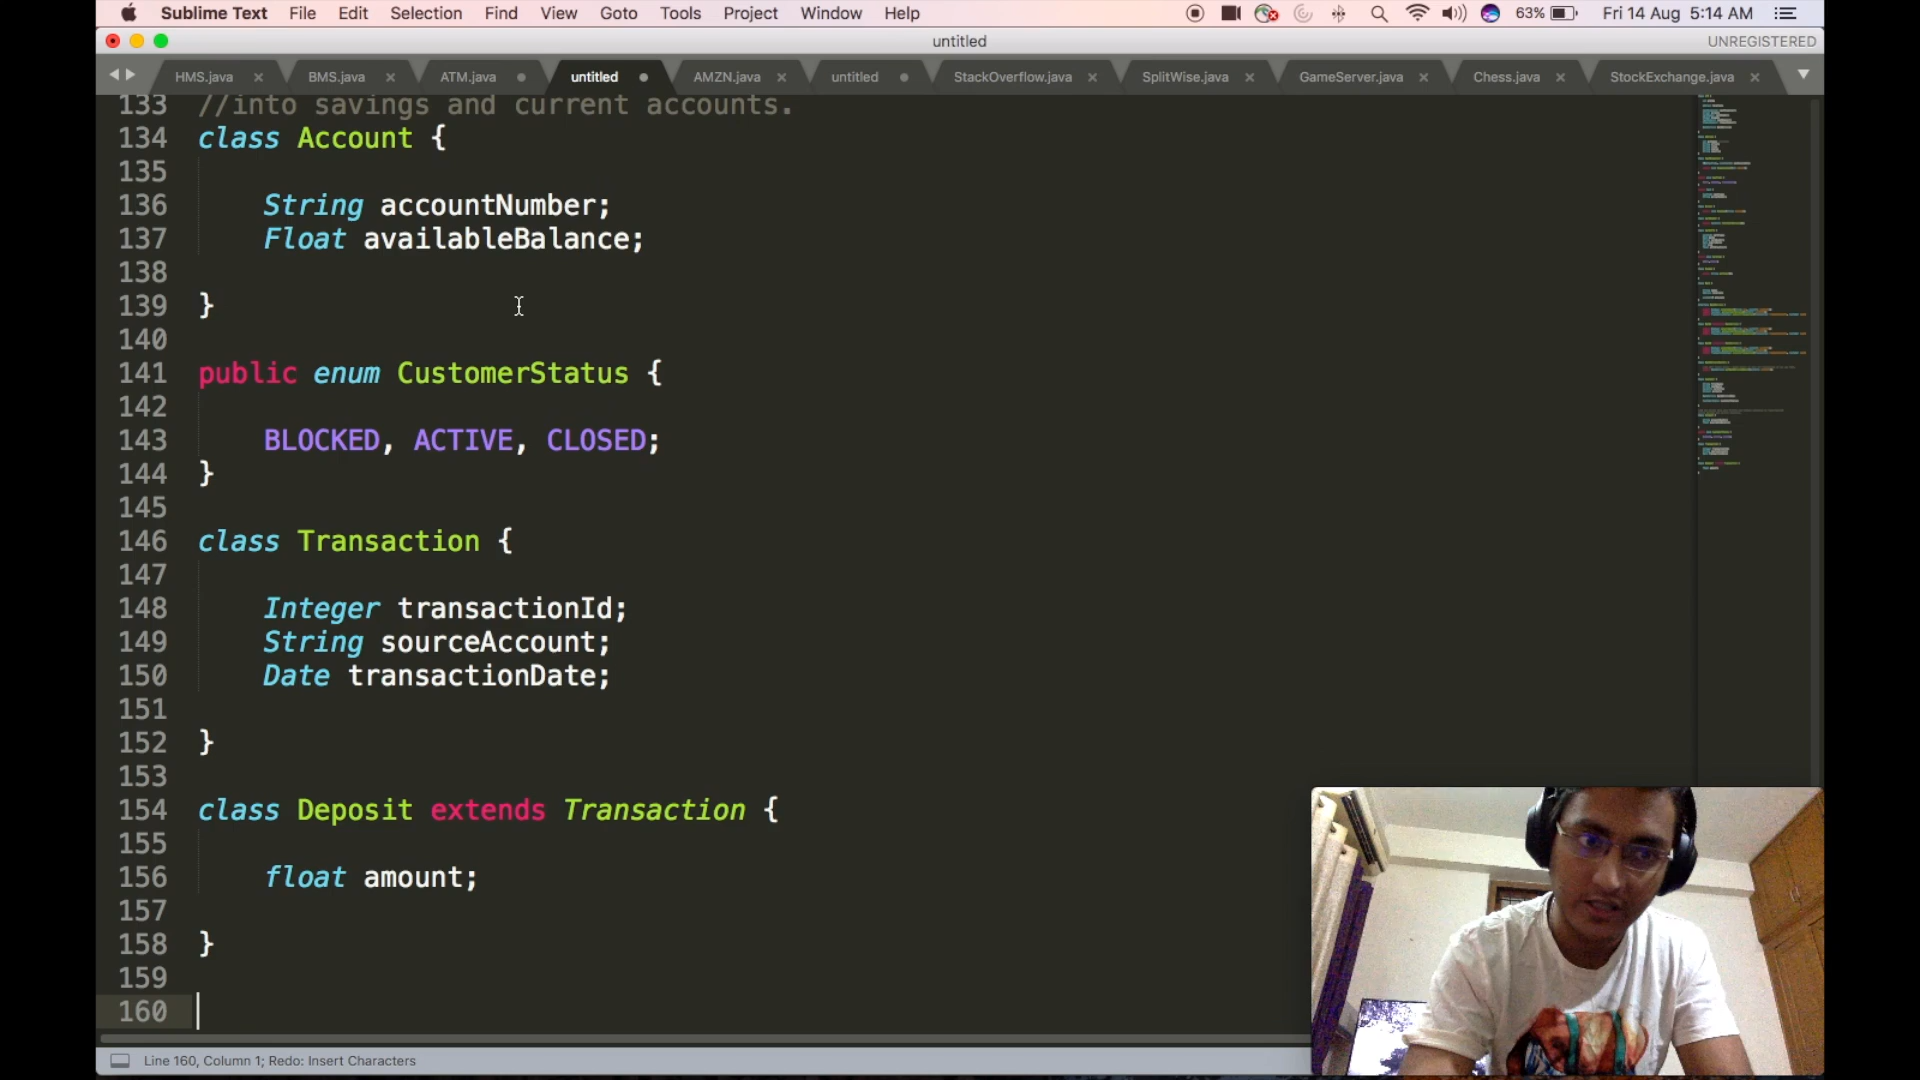 Sublime Text File Edit Selection Find View Goto Tools Project Window Help 63% Fri 14 Aug 5:14 AM
untitled UNREGISTERED
HMS.java BMS.java ATM.java untitled AMZN.java untitled StackOverflow.java SplitWise.java GameServer.java Chess.java StockExchange.java
133 //into savings and current accounts.
134 class Account {
135
136 String accountNumber;
137 Float availableBalance;
138
139 }
140
141 public enum CustomerStatus {
142
143 BLOCKED, ACTIVE, CLOSED;
144 }
145
146 class Transaction {
147
148 Integer transactionId;
149 String sourceAccount;
150 Date transactionDate;
151
152 }
153
154 class Deposit extends Transaction {
155
156 float amount;
157
158 }
159
160
Line 160, Column 1; Redo: Insert Characters